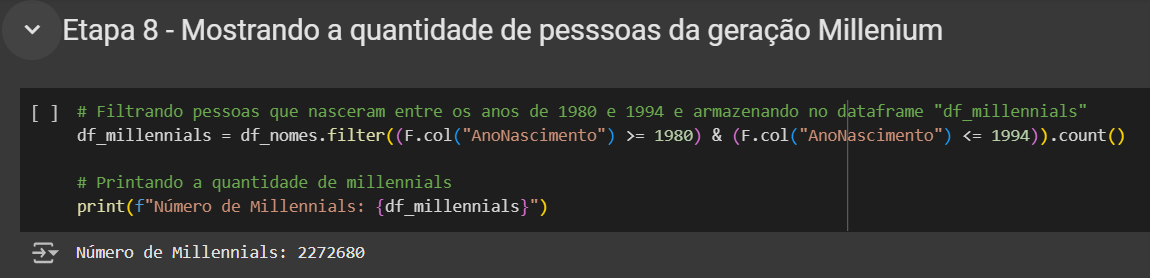 Etapa 8 - Mostrando a quantidade de pesssoas da geração Millenium
[ ] # Filtrando pessoas que nasceram entre os anos de 1980 e 1994 e armazenando no dataframe "df_millennials"
df_millennials = df_nomes.filter((F.col("AnoNascimento") >= 1980) & (F.col("AnoNascimento") <= 1994)).count()
# Printando a quantidade de millennials
print(f"Número de Millennials: {df_millennials}")
Número de Millennials: 2272680